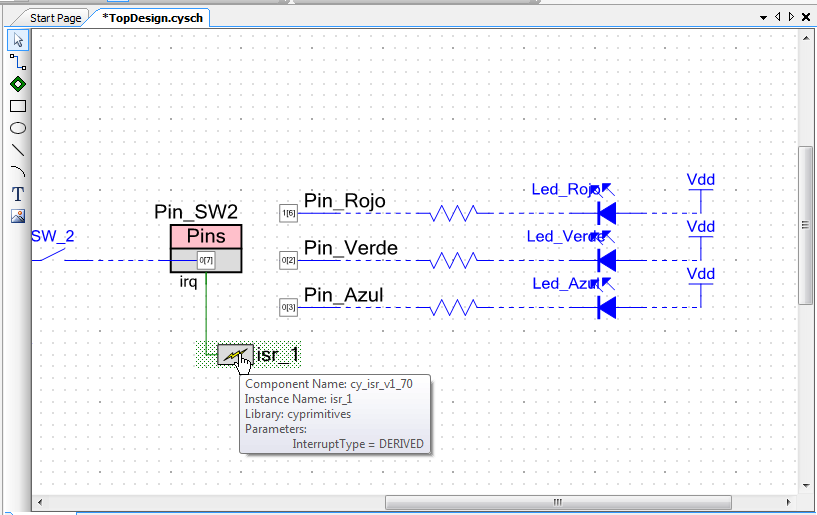 Start Page
*TopDesign.cysch
T
Pin_SW2
Pins
0[7]
irq
SW_2
1[6]
Pin_Rojo
Led_Rojo
Vdd
0[2]
Pin_Verde
Led_Verde
Vdd
0[3]
Pin_Azul
Led_Azul
Vdd
isr_1
Component Name: cy_isr_v1_70
Instance Name: isr_1
Library: cyprimitives
Parameters:
InterruptType = DERIVED